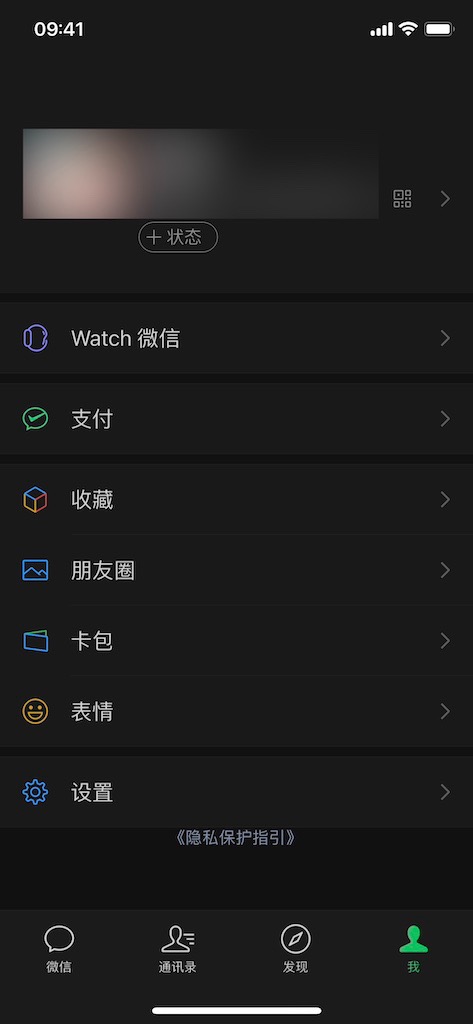 09:41
状态
Watch 微信
支付
收藏
朋友圈
卡包
表情
设置
《隐私保护指引》
微信
通讯录
发现
我